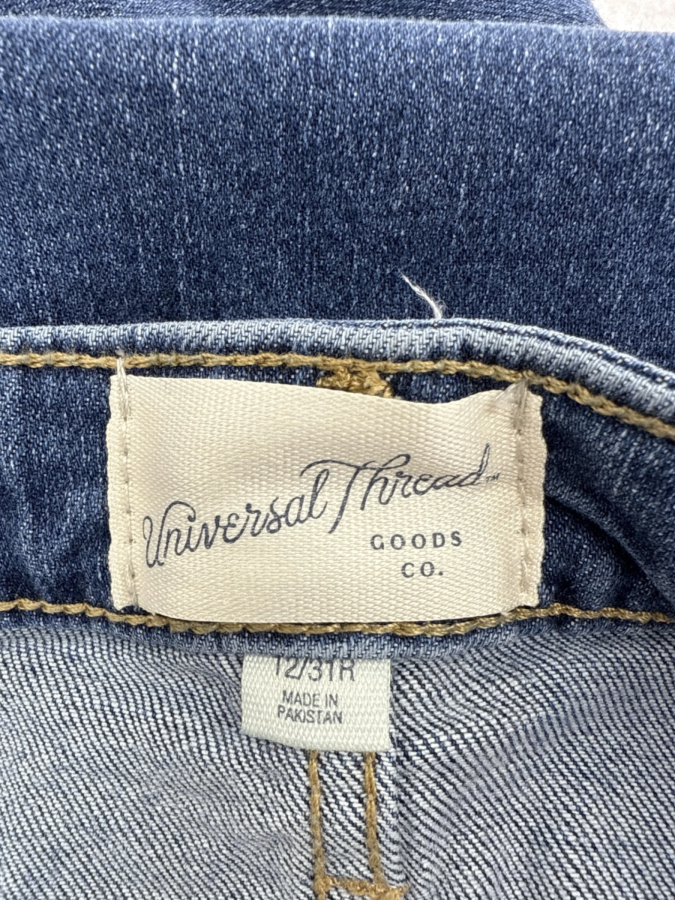 Universal Thread™
GOODS
CO.
12/31R
MADE IN
PAKISTAN